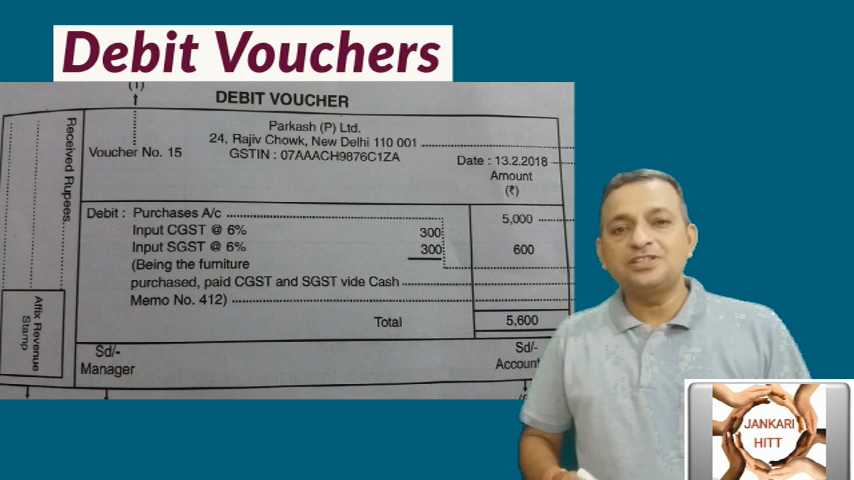 Debit Vouchers
(1)
DEBIT VOUCHER
Parkash (P) Ltd.
24, Rajiv Chowk, New Delhi 110 001
Voucher No. 15
GSTIN : 07AAACH9876C1ZA
Date : 13.2.2018
Amount
(₹)
Received Rupees
Debit : Purchases A/c 5,000
Input CGST @ 6% 300
Input SGST @ 6% 300 600
(Being the furniture
purchased, paid CGST and SGST vide Cash
Memo No. 412)
Total 5,600
Affix Revenue
Stamp
Sd/- Sd/-
Manager Account
JANKARI
HITT